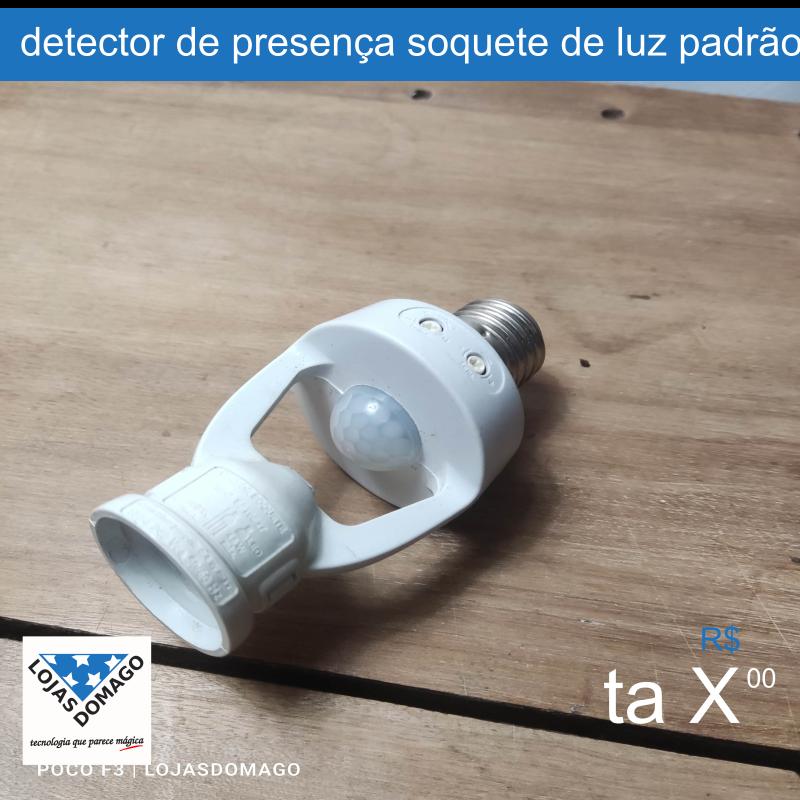 detector de presença soquete de luz padrão
R$
ta X 00
LOJAS DOMAGO
tecnologia que parece mágica
POCO F3 | LOJASDOMAGO